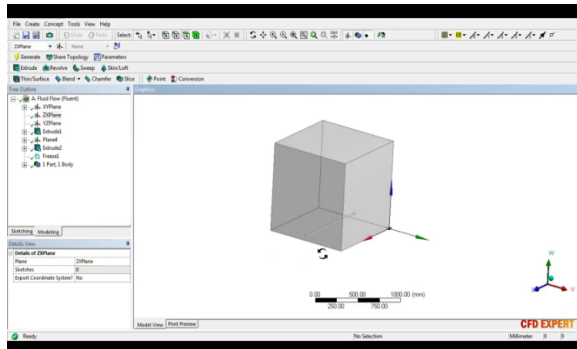 File Create Concept Tools View Help
Undo Redo Select:
ZXPlane None
Generate Share Topology Parameters
Extrude Revolve Sweep Skin/Loft
Thin/Surface Blend Chamfer Slice Point Conversion
Tree Outline
Graphics
A: Fluid Flow (Fluent)
XYPlane
ZXPlane
YZPlane
Extrude1
Plane4
Extrude2
Freeze1
1 Part, 1 Body
Sketching Modeling
Details View
Details of ZXPlane
Plane ZXPlane
Sketches 0
Export Coordinate System? No
0.00 500.00 1000.00 (mm)
250.00 750.00
W
V
Model View Print Preview
CFD EXPERT
Ready No Selection Millimeter 0 0